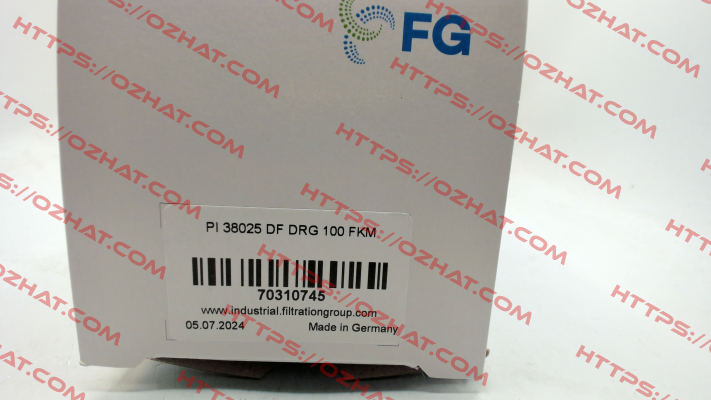 FG
PI 38025 DF DRG 100 FKM
70310745
www.industrial.filtrationgroup.com
05.07.2024 Made in Germany
HTTPS://OZHAT.COM